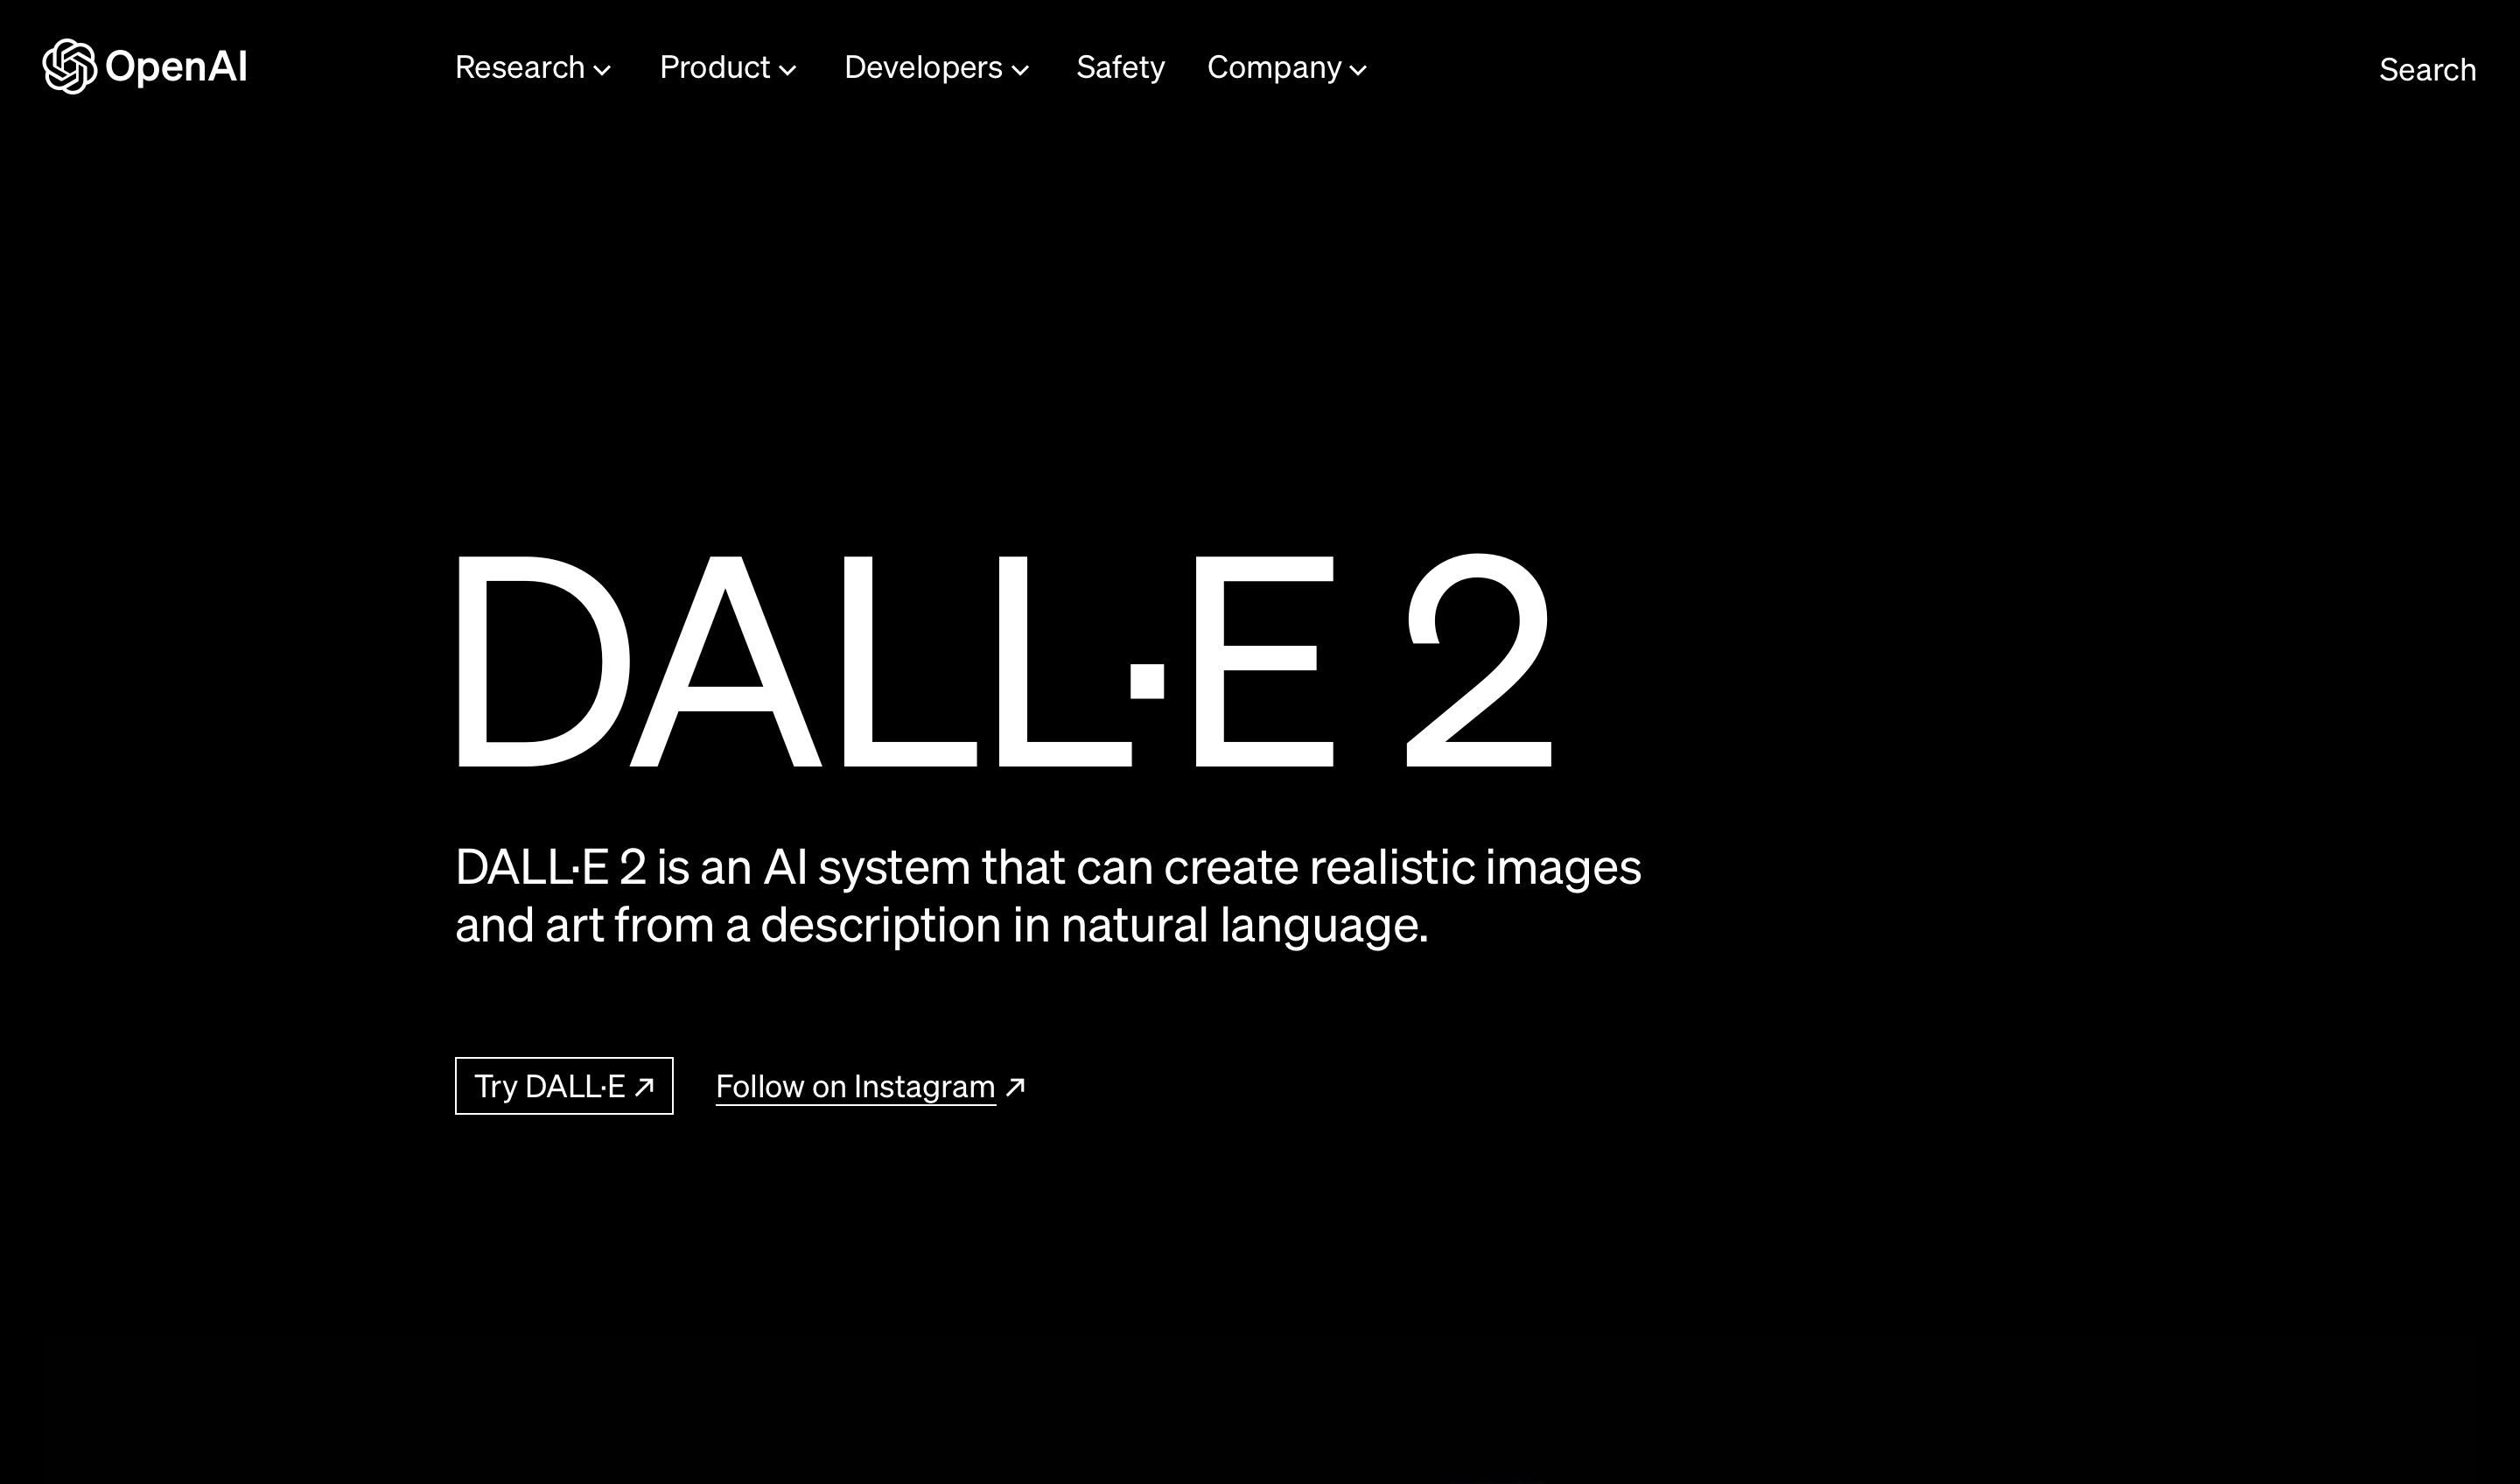 OpenAI
Research Product Developers Safety Company
Search
DALL·E 2
DALL·E 2 is an AI system that can create realistic images
and art from a description in natural language.
Try DALL·E ↗ Follow on Instagram ↗